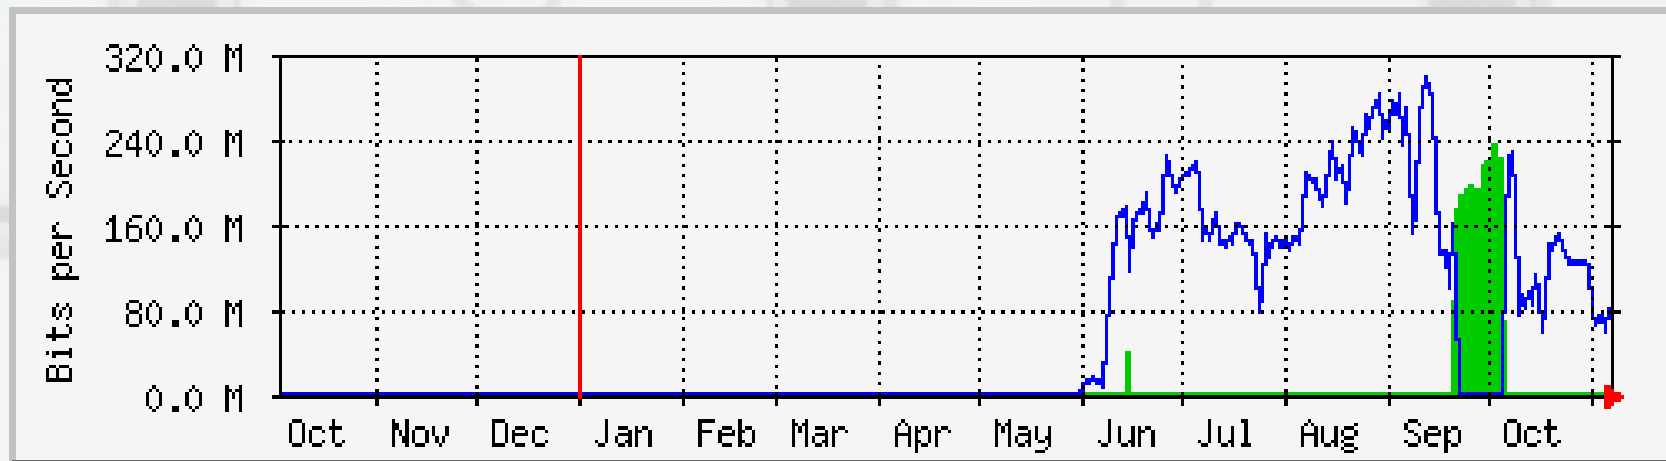 Bits per Second
320.0 M
240.0 M
160.0 M
80.0 M
0.0 M
Oct Nov Dec Jan Feb Mar Apr May Jun Jul Aug Sep Oct